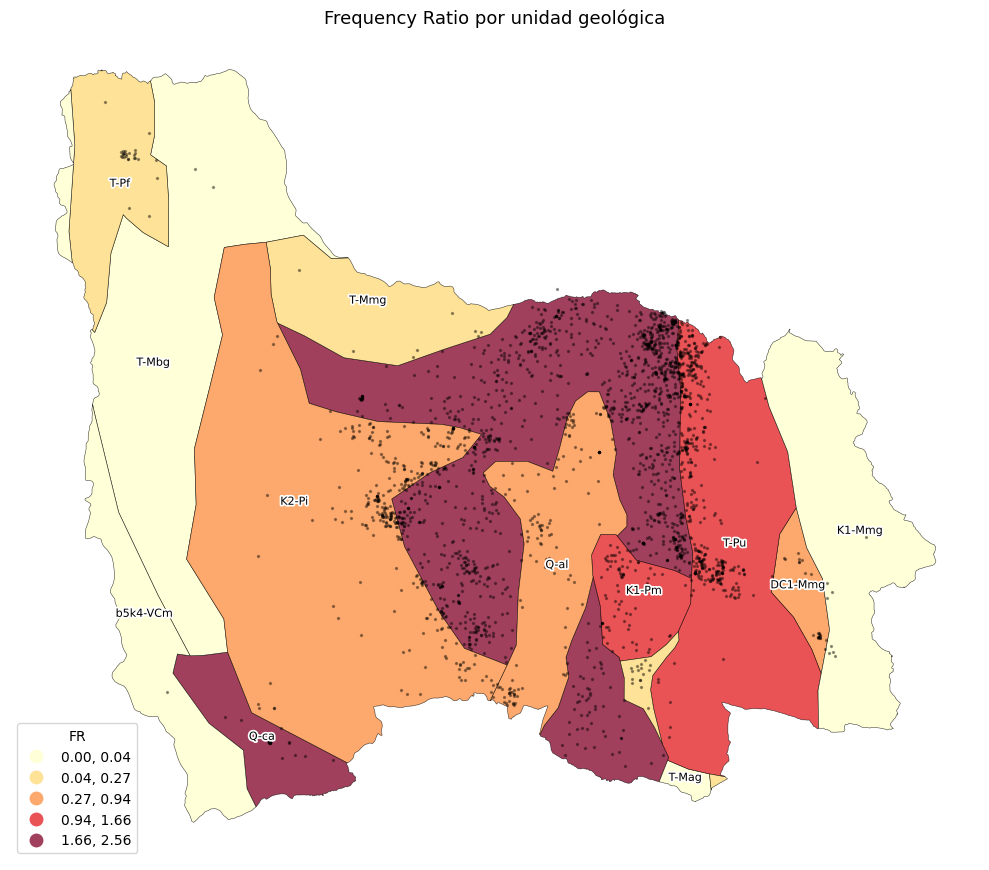 Frequency Ratio por unidad geológica
T-Pf
T-Mmg
T-Mbg
K2-Pi
K1-Mmg
T-Pu
Q-al
DC1-Mmg
K1-Pm
b5k4-VCm
Q-ca
T-Mag
FR
0.00, 0.04
0.04, 0.27
0.27, 0.94
0.94, 1.66
1.66, 2.56